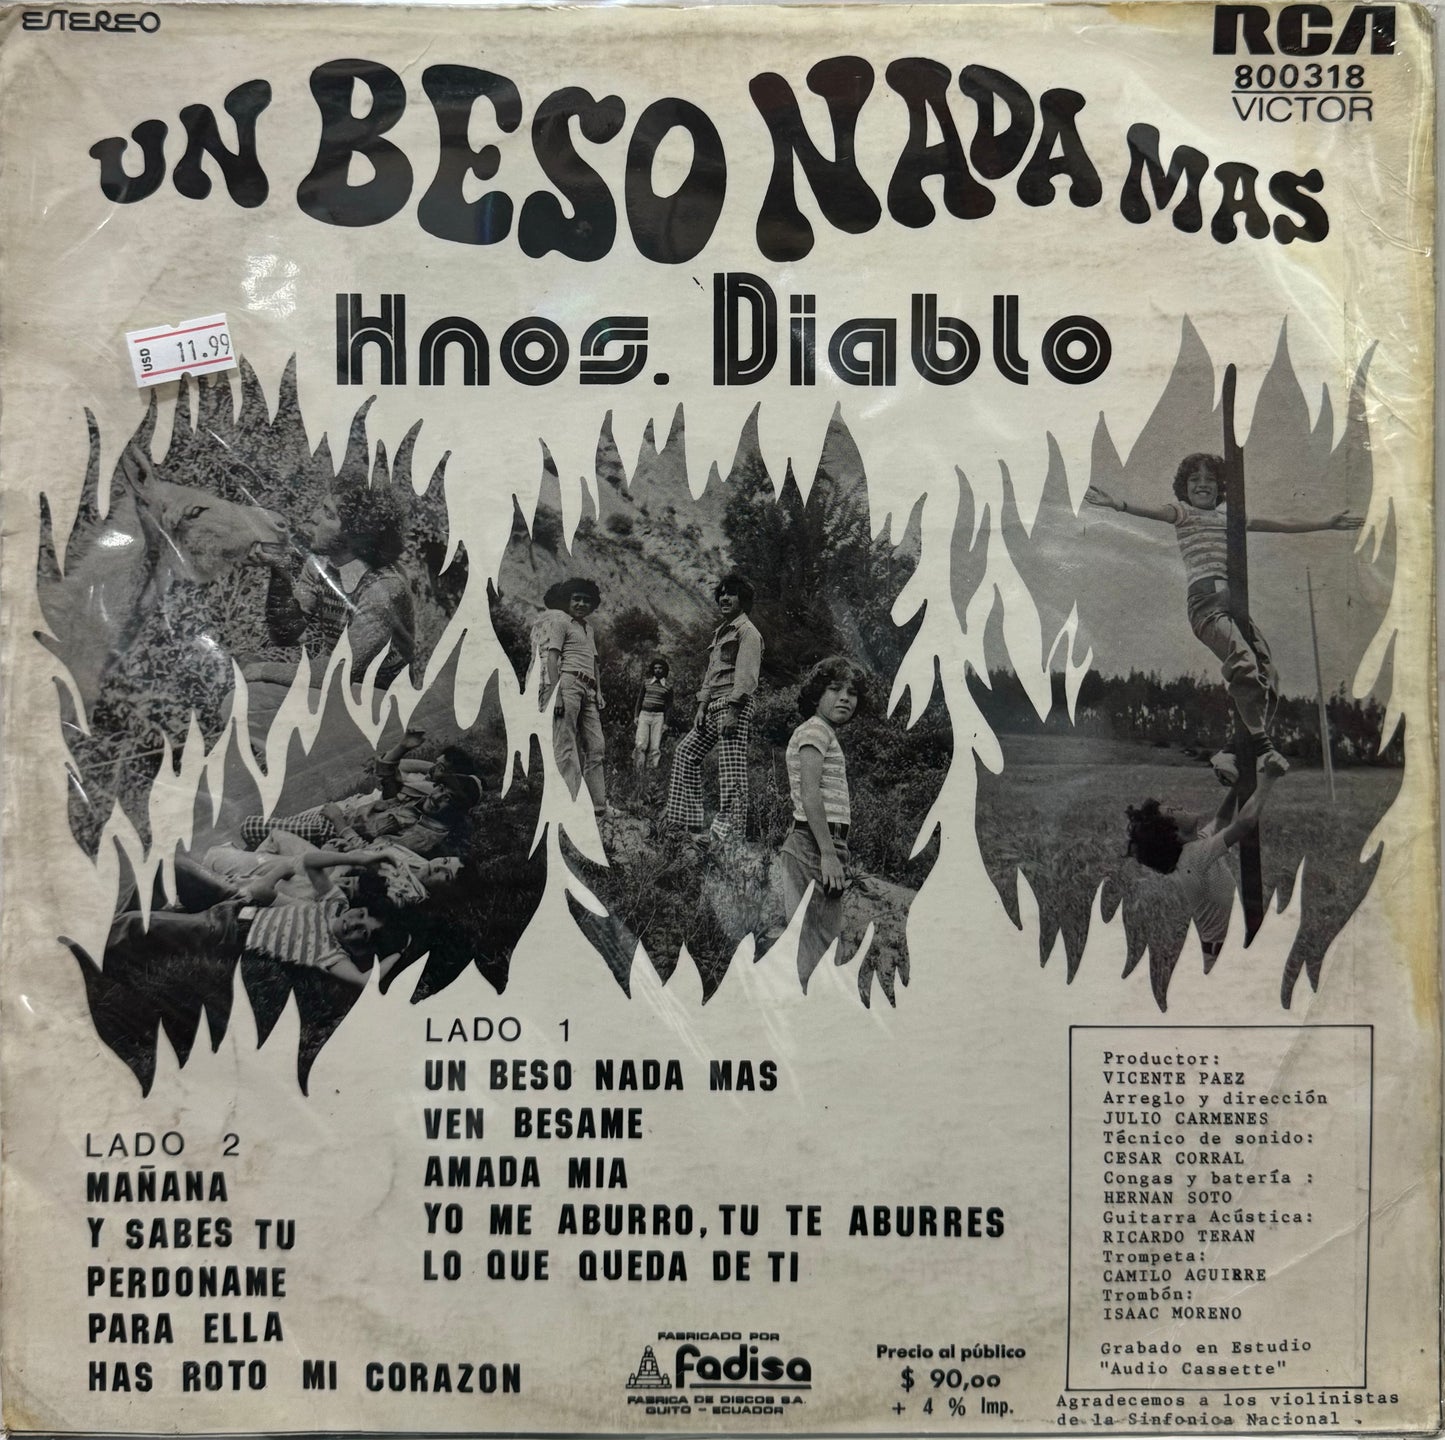 ESTEREO
RCA
800318
VICTOR
UN BESO NADA MAS
Hnos. Diablo
USD 11.99
LADO 1
UN BESO NADA MAS
VEN BESAME
AMADA MIA
YO ME ABURRO, TU TE ABURRES
LO QUE QUEDA DE TI
LADO 2
MAÑANA
Y SABES TU
PERDONAME
PARA ELLA
HAS ROTO MI CORAZON
FABRICADO POR
fadisa
FABRICA DE DISCOS S.A.
QUITO - ECUADOR
Precio al público
$ 90,oo
+ 4 % Imp.
Productor:
VICENTE PAEZ
Arreglo y dirección
JULIO CARMENES
Técnico de sonido:
CESAR CORRAL
Congas y batería :
HERNAN SOTO
Guitarra Acústica:
RICARDO TERAN
Trompeta:
CAMILO AGUIRRE
Trombón:
ISAAC MORENO
Grabado en Estudio
"Audio Cassette"
Agradecemos a los violinistas
de la Sinfonica Nacional .